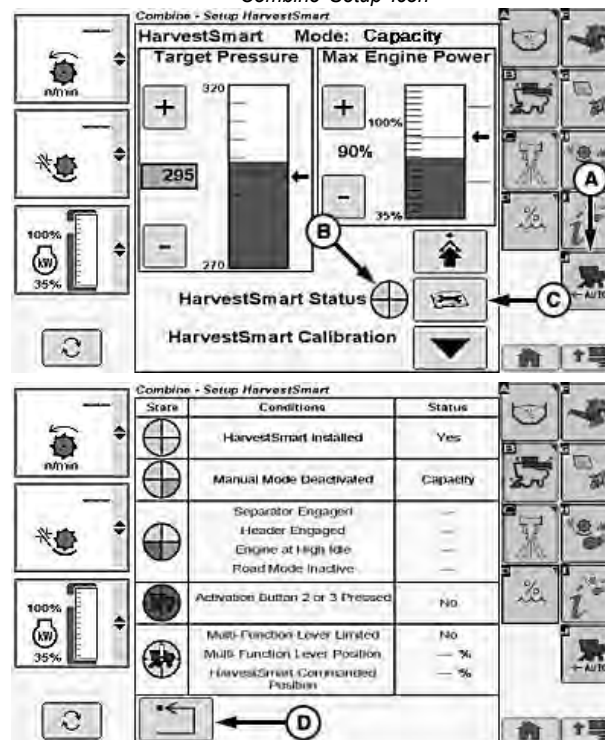 Combine Setup Icon
Combine - Setup HarvestSmart
HarvestSmart Mode: Capacity
Target Pressure
Max Engine Power
n/min
320
+
295
-
270
+
100%
90%
-
35%
A
B
HarvestSmart Status
C
HarvestSmart Calibration
100%
kW
35%
AUTO
Combine - Setup HarvestSmart
State Conditions Status
HarvestSmart Installed Yes
Manual Mode Deactivated Capacity
Separator Engaged ---
Header Engaged ---
Engine at High Idle ---
Road Mode Inactive ---
Activation Button 2 or 3 Pressed No
Multi-Function Lever Limited No
Multi-Function Lever Position --- %
HarvestSmart Commanded --- %
Position
n/min
100%
kW
35%
AUTO
D